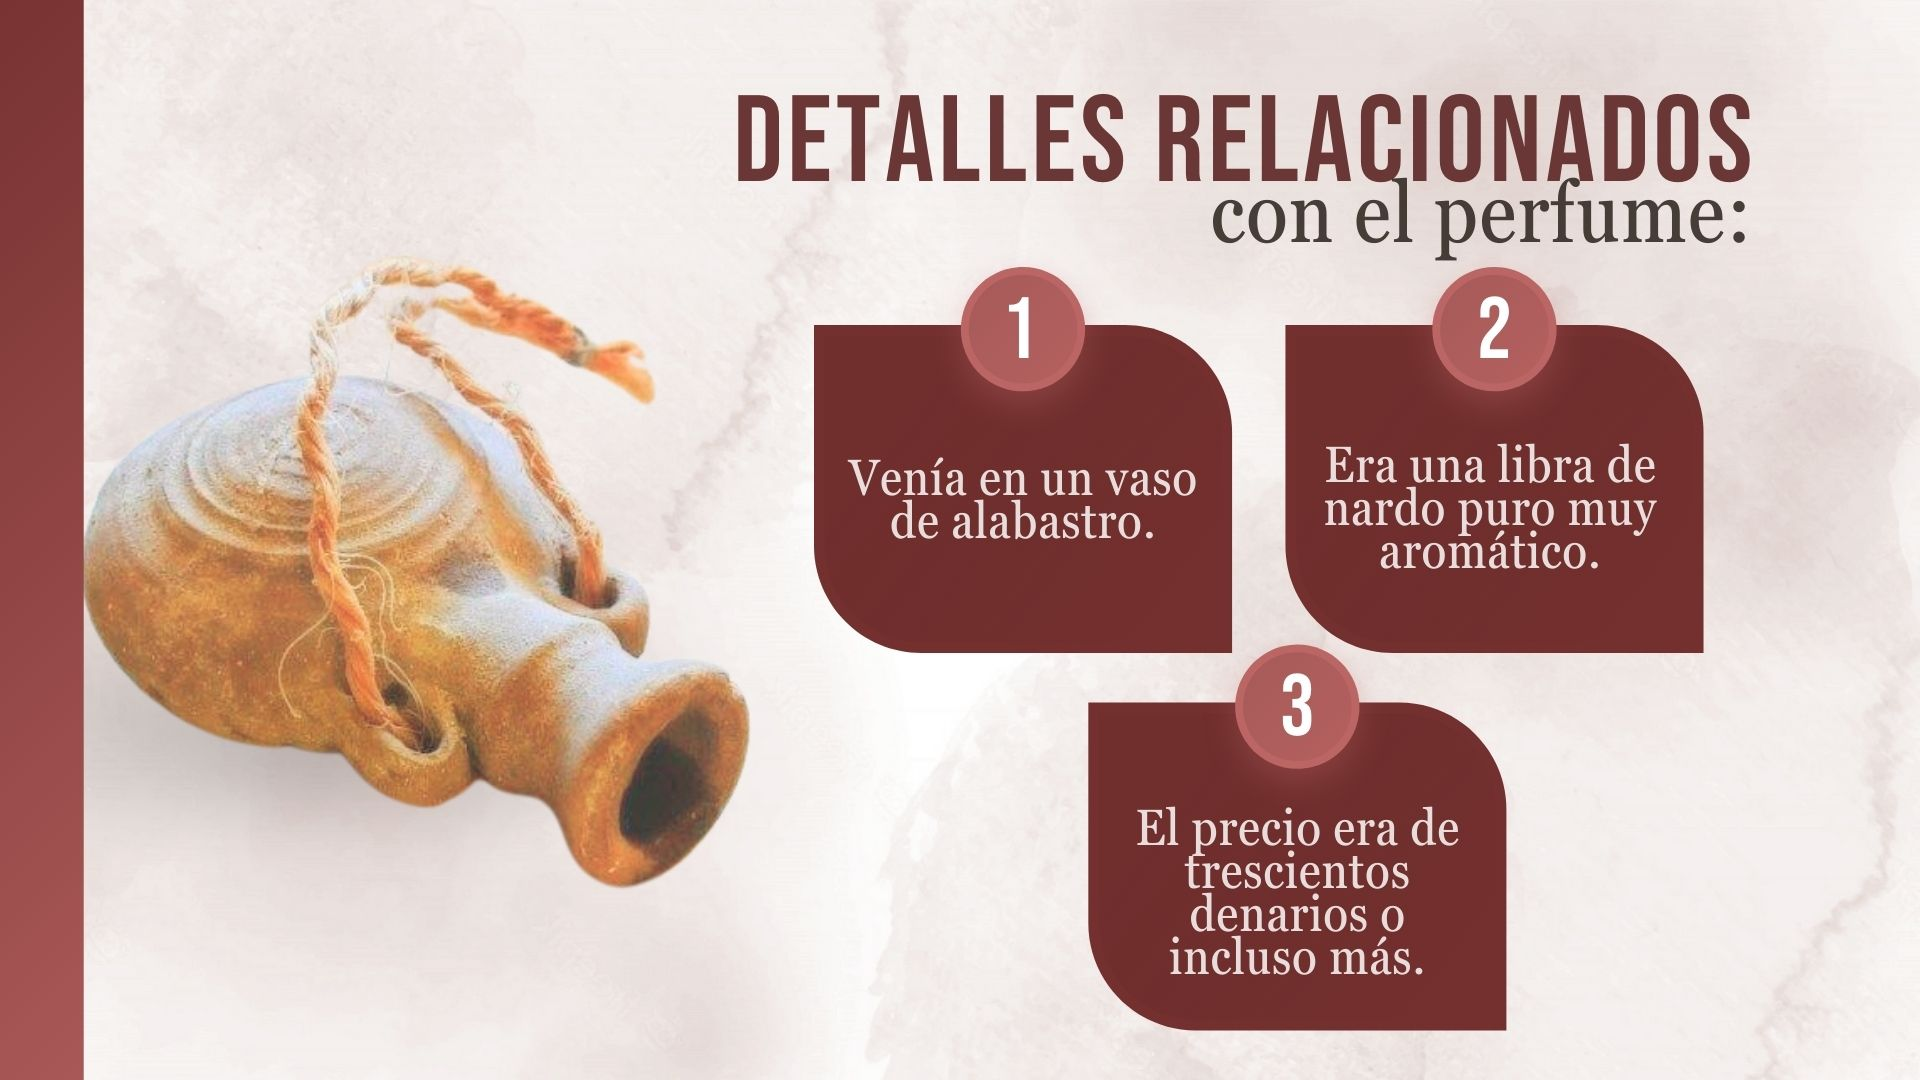 DETALLES RELACIONADOS
con el perfume:
1
Venía en un vaso
de alabastro.
2
Era una libra de
nardo puro muy
aromático.
3
El precio era de
trescientos
denarios o
incluso más.